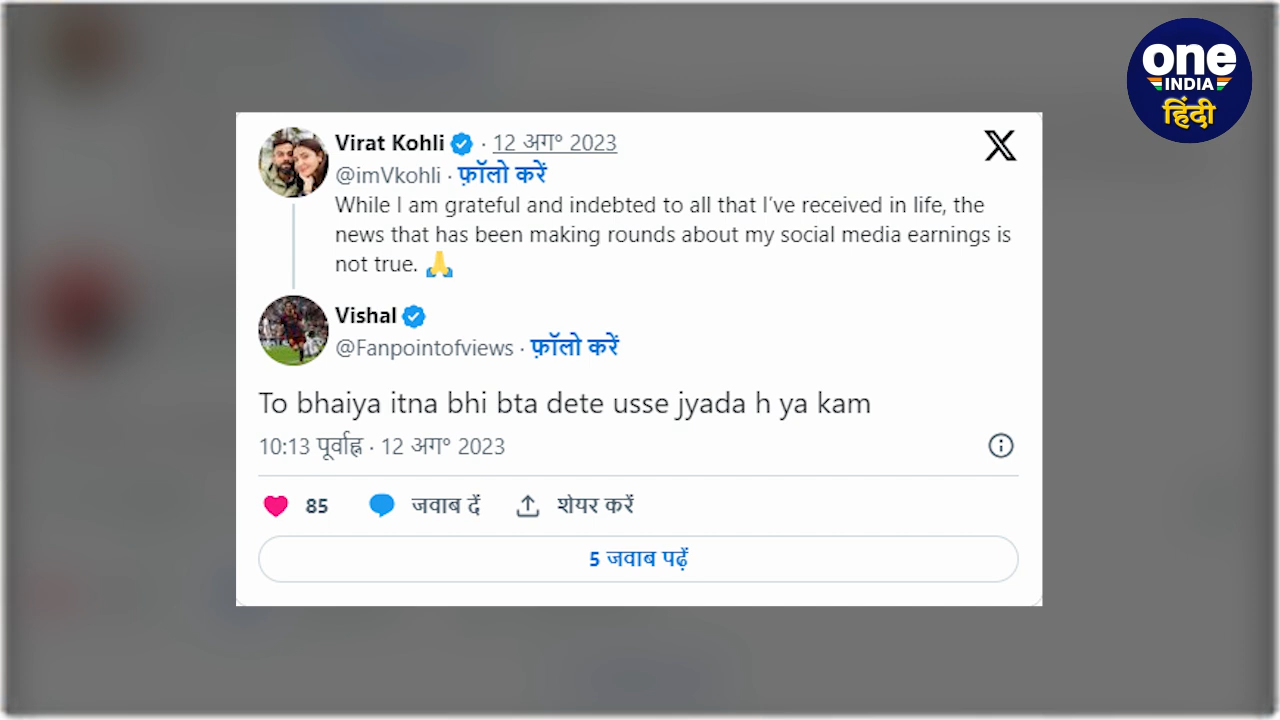 one
INDIA
हिंदी
Virat Kohli · 12 अग° 2023
@imVkohli · फ़ॉलो करें
While I am grateful and indebted to all that I've received in life, the
news that has been making rounds about my social media earnings is
not true. 🙏
Vishal
@Fanpointofviews · फ़ॉलो करें
To bhaiya itna bhi bta dete usse jyada h ya kam
10:13 पूर्वाह्न · 12 अग° 2023
85 जवाब दें शेयर करें
5 जवाब पढ़ें